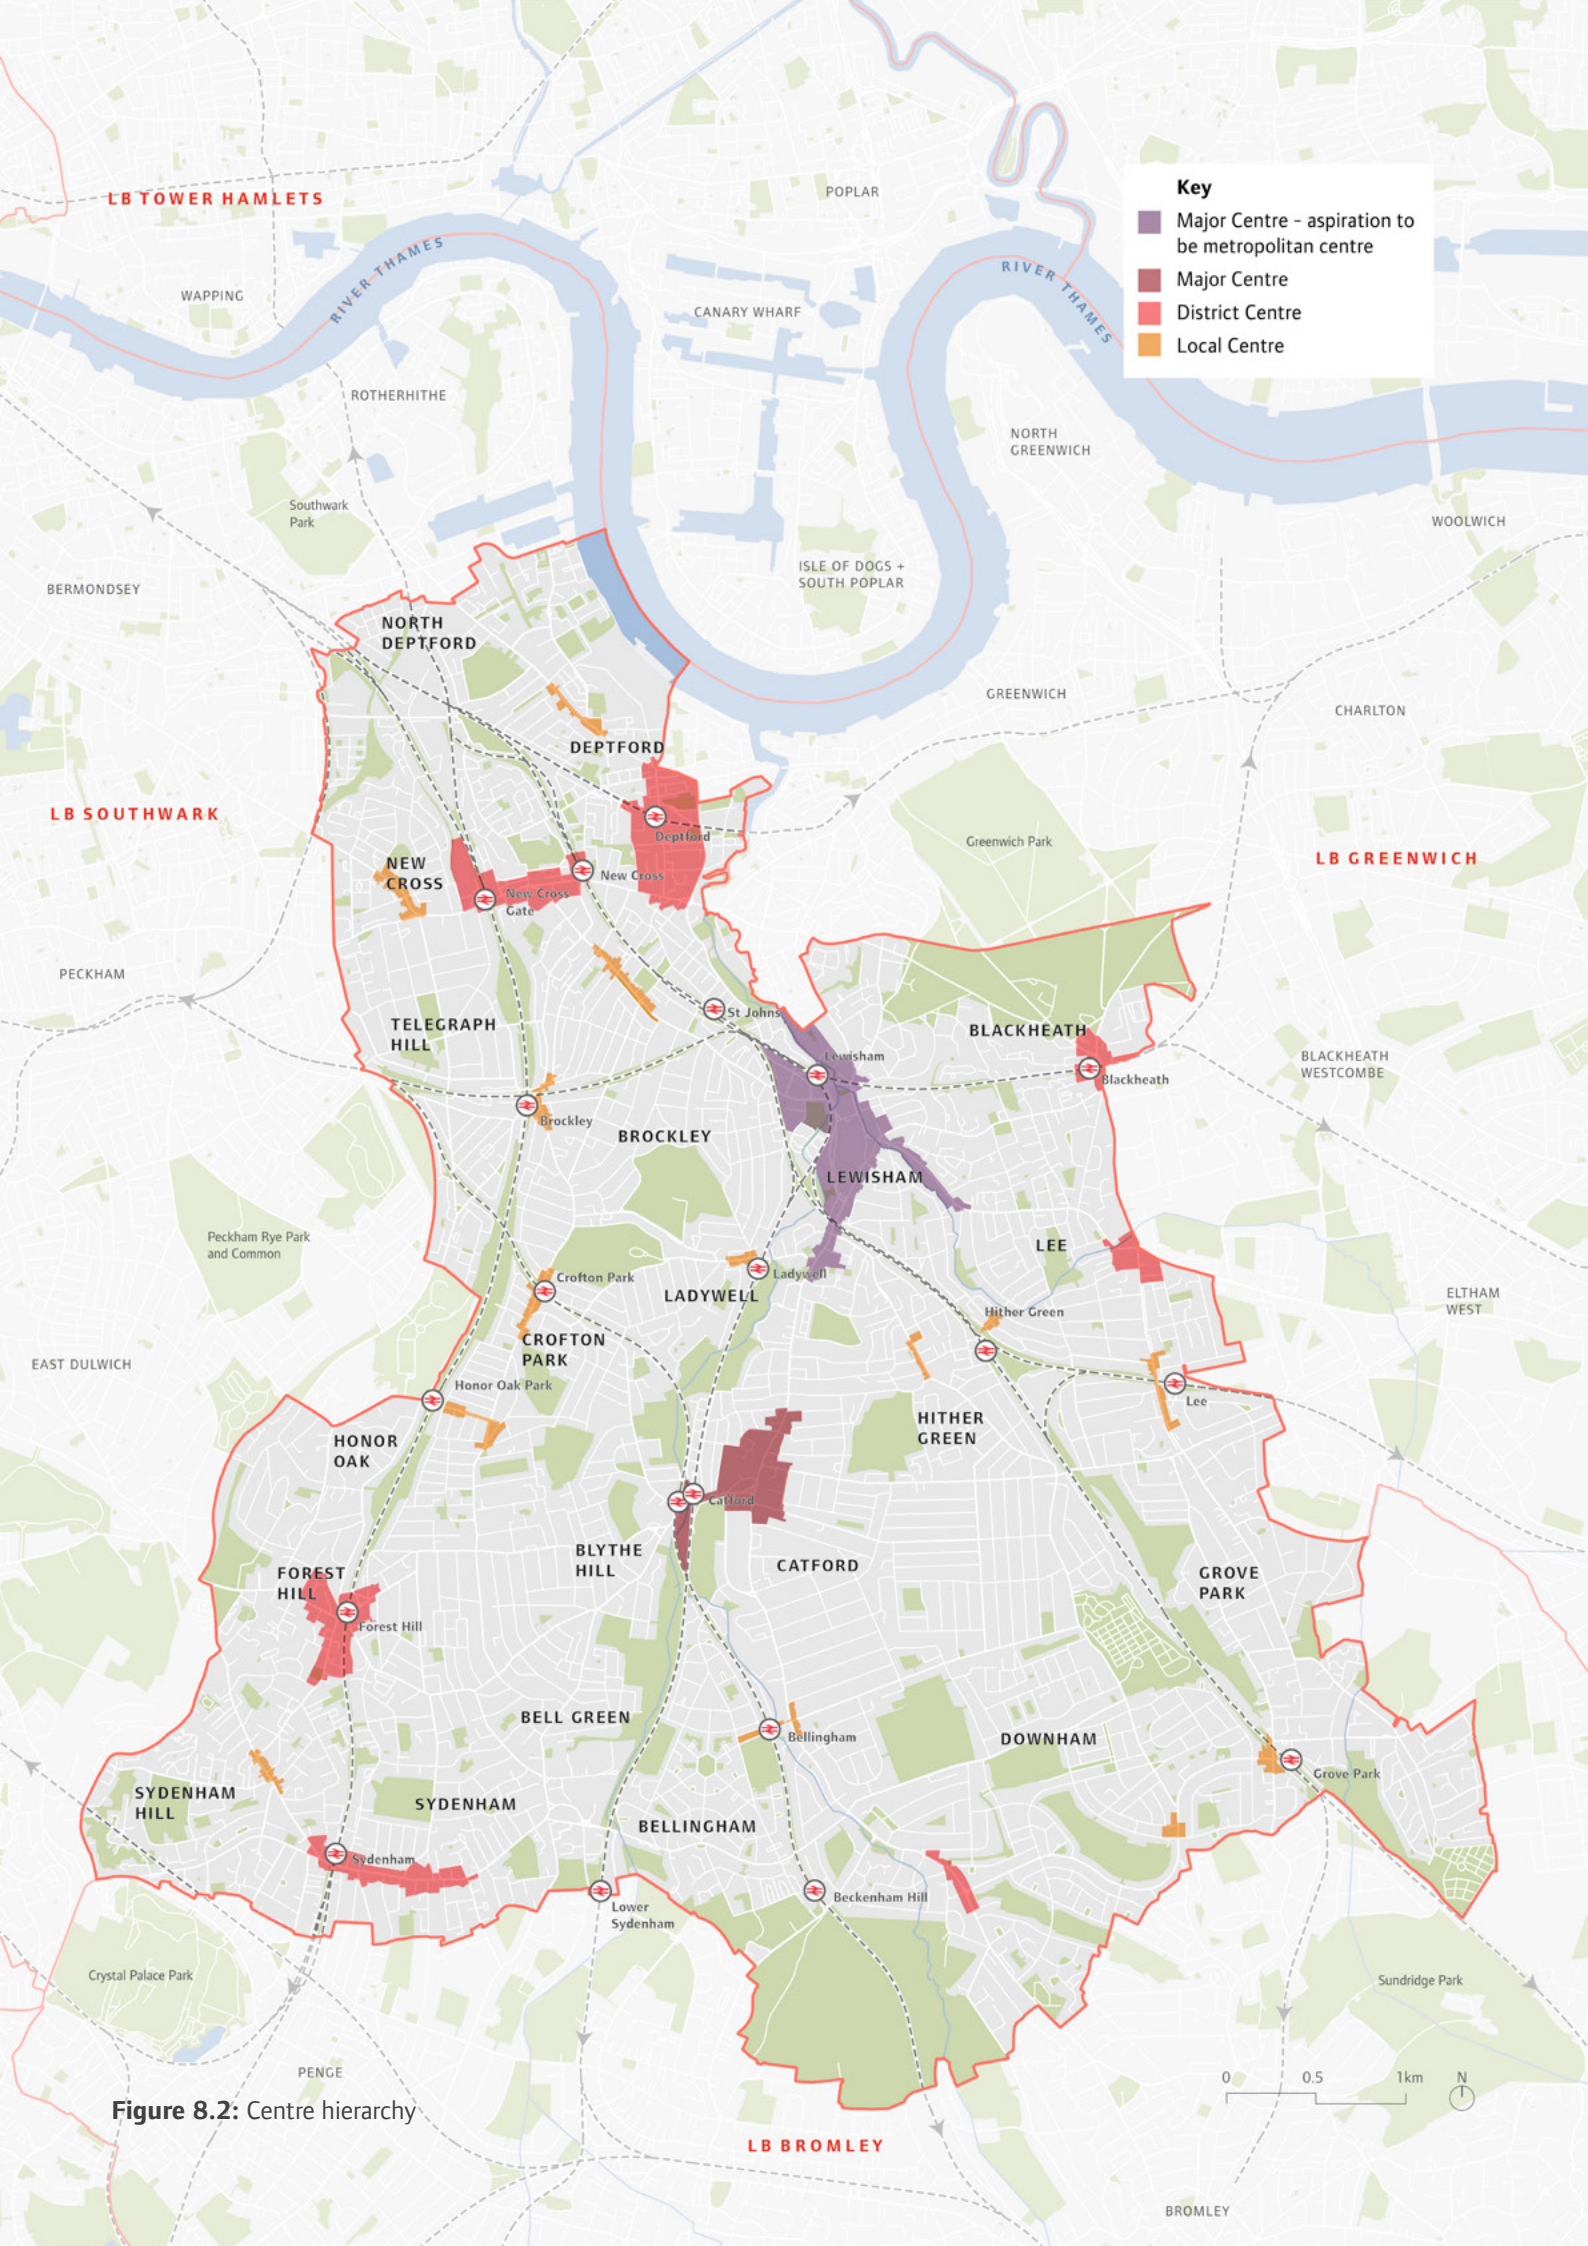 LB TOWER HAMLETS
POPLAR
Key
Major Centre - aspiration to
be metropolitan centre
Major Centre
District Centre
Local Centre
RIVER THAMES
RIVER THAMES
WAPPING
CANARY WHARF
ROTHERHITHE
NORTH
GREENWICH
Southwark
Park
WOOLWICH
ISLE OF DOGS +
SOUTH POPLAR
BERMONDSEY
NORTH
DEPTFORD
GREENWICH
CHARLTON
DEPTFORD
LB SOUTHWARK
Deptford
Greenwich Park
LB GREENWICH
NEW
CROSS
New Cross
New Cross
Gate
PECKHAM
St Johns
TELEGRAPH
HILL
BLACKHEATH
Lewisham
BLACKHEATH
WESTCOMBE
Blackheath
Brockley
BROCKLEY
LEWISHAM
Peckham Rye Park
and Common
LEE
Crofton Park
Ladywell
LADYWELL
ELTHAM
WEST
Hither Green
CROFTON
PARK
EAST DULWICH
Honor Oak Park
Lee
HITHER
GREEN
HONOR
OAK
Catford
BLYTHE
HILL
CATFORD
FOREST
HILL
GROVE
PARK
Forest Hill
BELL GREEN
Bellingham
DOWNHAM
Grove Park
SYDENHAM
HILL
SYDENHAM
BELLINGHAM
Sydenham
Beckenham Hill
Lower
Sydenham
Crystal Palace Park
Sundridge Park
PENGE
0 0.5 1km N
Figure 8.2: Centre hierarchy
LB BROMLEY
BROMLEY